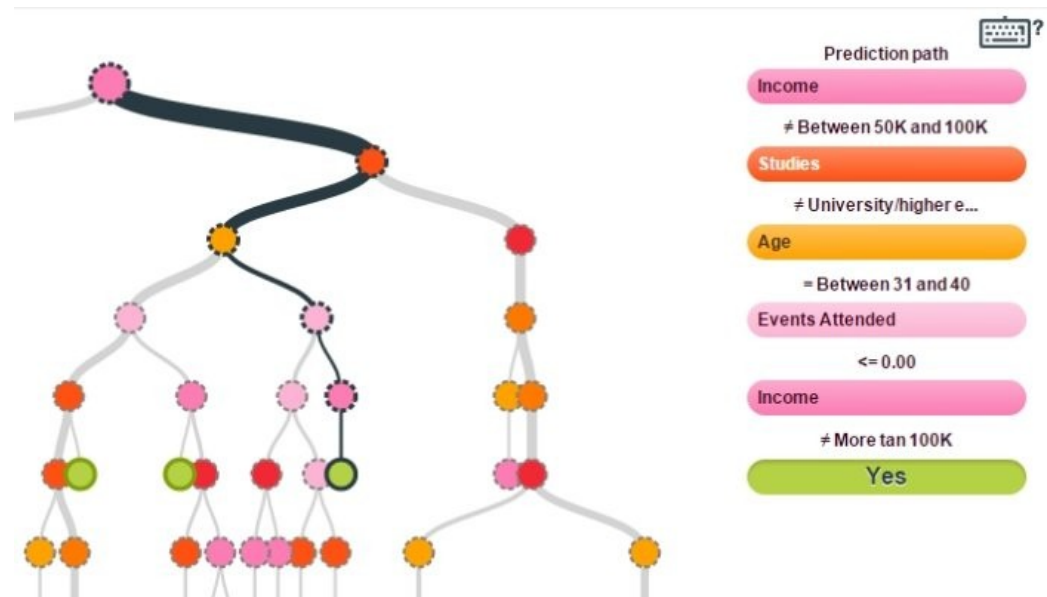 ?
Prediction path
Income
≠ Between 50K and 100K
Studies
≠ University/higher e...
Age
= Between 31 and 40
Events Attended
<= 0.00
Income
≠ More tan 100K
Yes